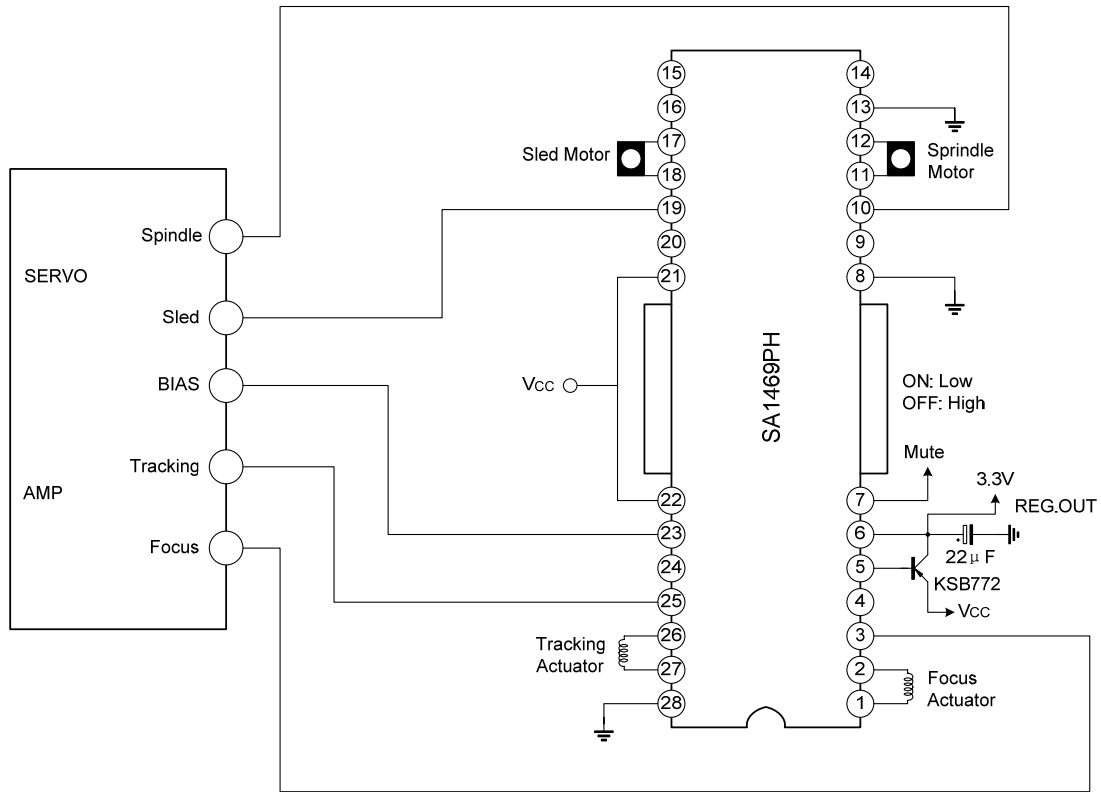 Spindle
SERVO
Sled
BIAS
Tracking
AMP
Focus
Sled Motor
Vcc
Tracking
Actuator
15
16
17
18
19
20
21
22
23
24
25
26
27
28
SA1469PH
14
13
12
11
10
9
8
7
6
5
4
3
2
1
Sprindle
Motor
ON: Low
OFF: High
Mute
3.3V
REG.OUT
+
22 μ F
KSB772
Vcc
Focus
Actuator